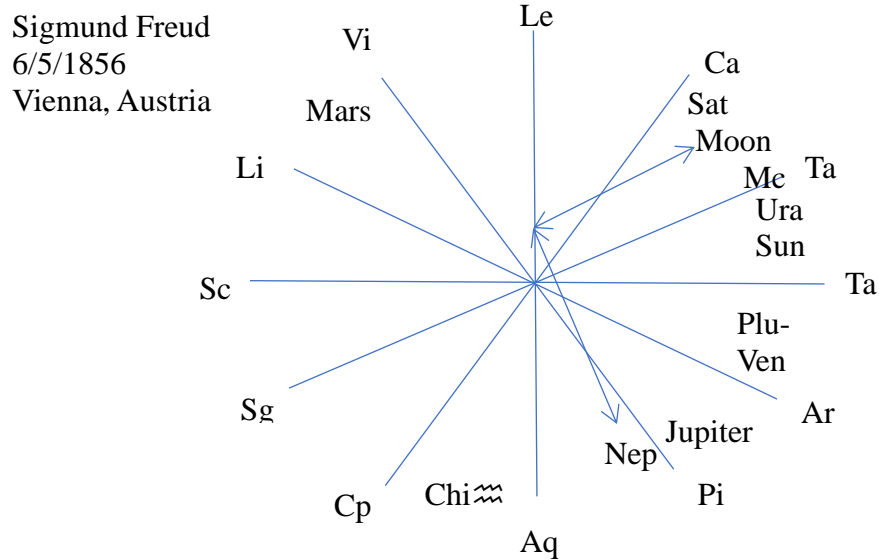 Sigmund Freud
6/5/1856
Vienna, Austria
Le
Vi
Ca
Sat
Mars
Moon
Li
Mc
Ta
Ura
Sun
Sc
Ta
Plu-
Ven
Sg
Ar
Jupiter
Nep
Chi♒
Cp
Pi
Aq